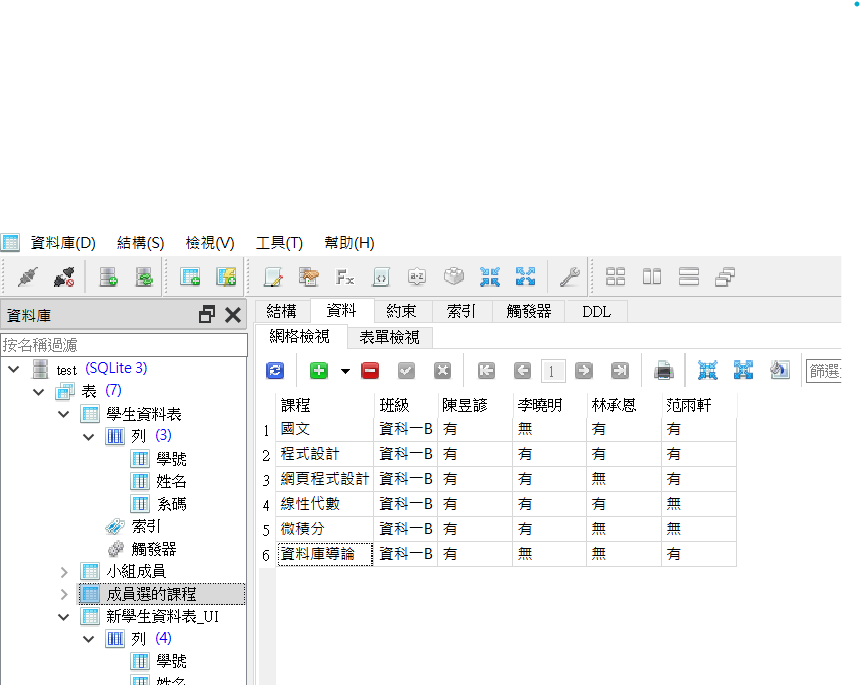 資料庫(D) 結構(S) 檢視(V) 工具(T) 幫助(H)
資料庫
按名稱過濾
test (SQLite 3)
表 (7)
學生資料表
列 (3)
學號
姓名
系碼
索引
觸發器
小組成員
成員選的課程
新學生資料表_UI
列 (4)
學號
姓名
結構 資料 約束 索引 觸發器 DDL
網格檢視 表單檢視
1 篩選
課程 班級 陳昱諺 李曉明 林承恩 范雨軒
1 國文 資科一B 有 無 有 有
2 程式設計 資科一B 有 有 有 有
3 網頁程式設計 資科一B 有 有 無 有
4 線性代數 資科一B 有 有 有 無
5 微積分 資科一B 有 有 無 無
6 資料庫導論 資科一B 有 無 無 有